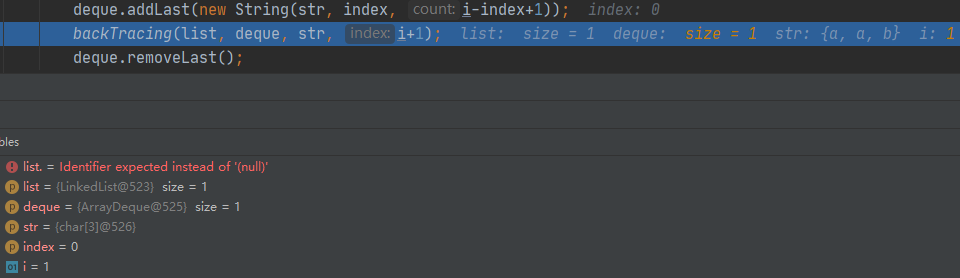 deque.addLast(new String(str, index, count: i-index+1)); index: 0
backTracing(list, deque, str, index: i+1); list: size = 1 deque: size = 1 str: {a, a, b} i: 1
deque.removeLast();
bles
list. = Identifier expected instead of '(null)'
p list = {LinkedList@523} size = 1
p deque = {ArrayDeque@525} size = 1
p str = {char[3]@526}
p index = 0
01 i = 1